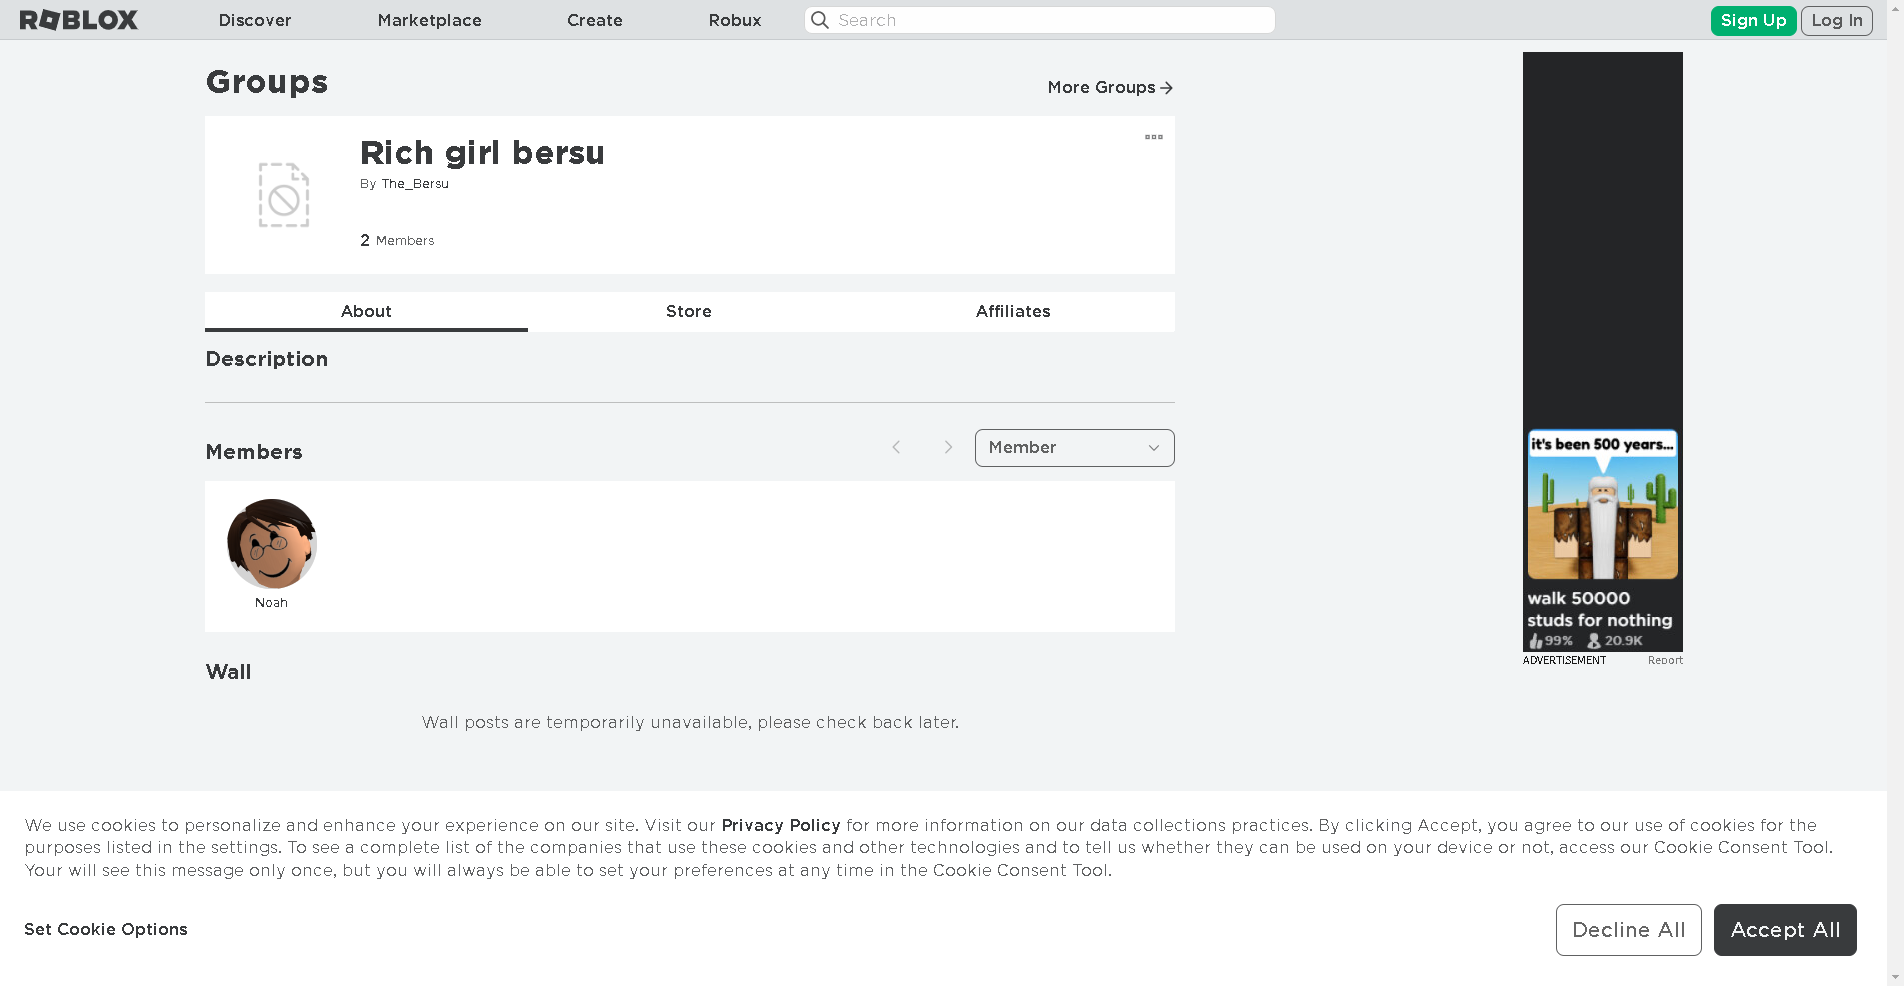 ROBLOX Discover Marketplace Create Robux Search Sign Up Log In
Groups
More Groups
Rich girl bersu
By The_Bersu
2 Members
About Store Affiliates
Description
Members
Member
Noah
Wall
Wall posts are temporarily unavailable, please check back later.
it's been 500 years...
walk 50000
studs for nothing
99% 20.9K
ADVERTISEMENT Report
We use cookies to personalize and enhance your experience on our site. Visit our Privacy Policy for more information on our data collections practices. By clicking Accept, you agree to our use of cookies for the
purposes listed in the settings. To see a complete list of the companies that use these cookies and other technologies and to tell us whether they can be used on your device or not, access our Cookie Consent Tool.
Your will see this message only once, but you will always be able to set your preferences at any time in the Cookie Consent Tool.
Set Cookie Options
Decline All
Accept All